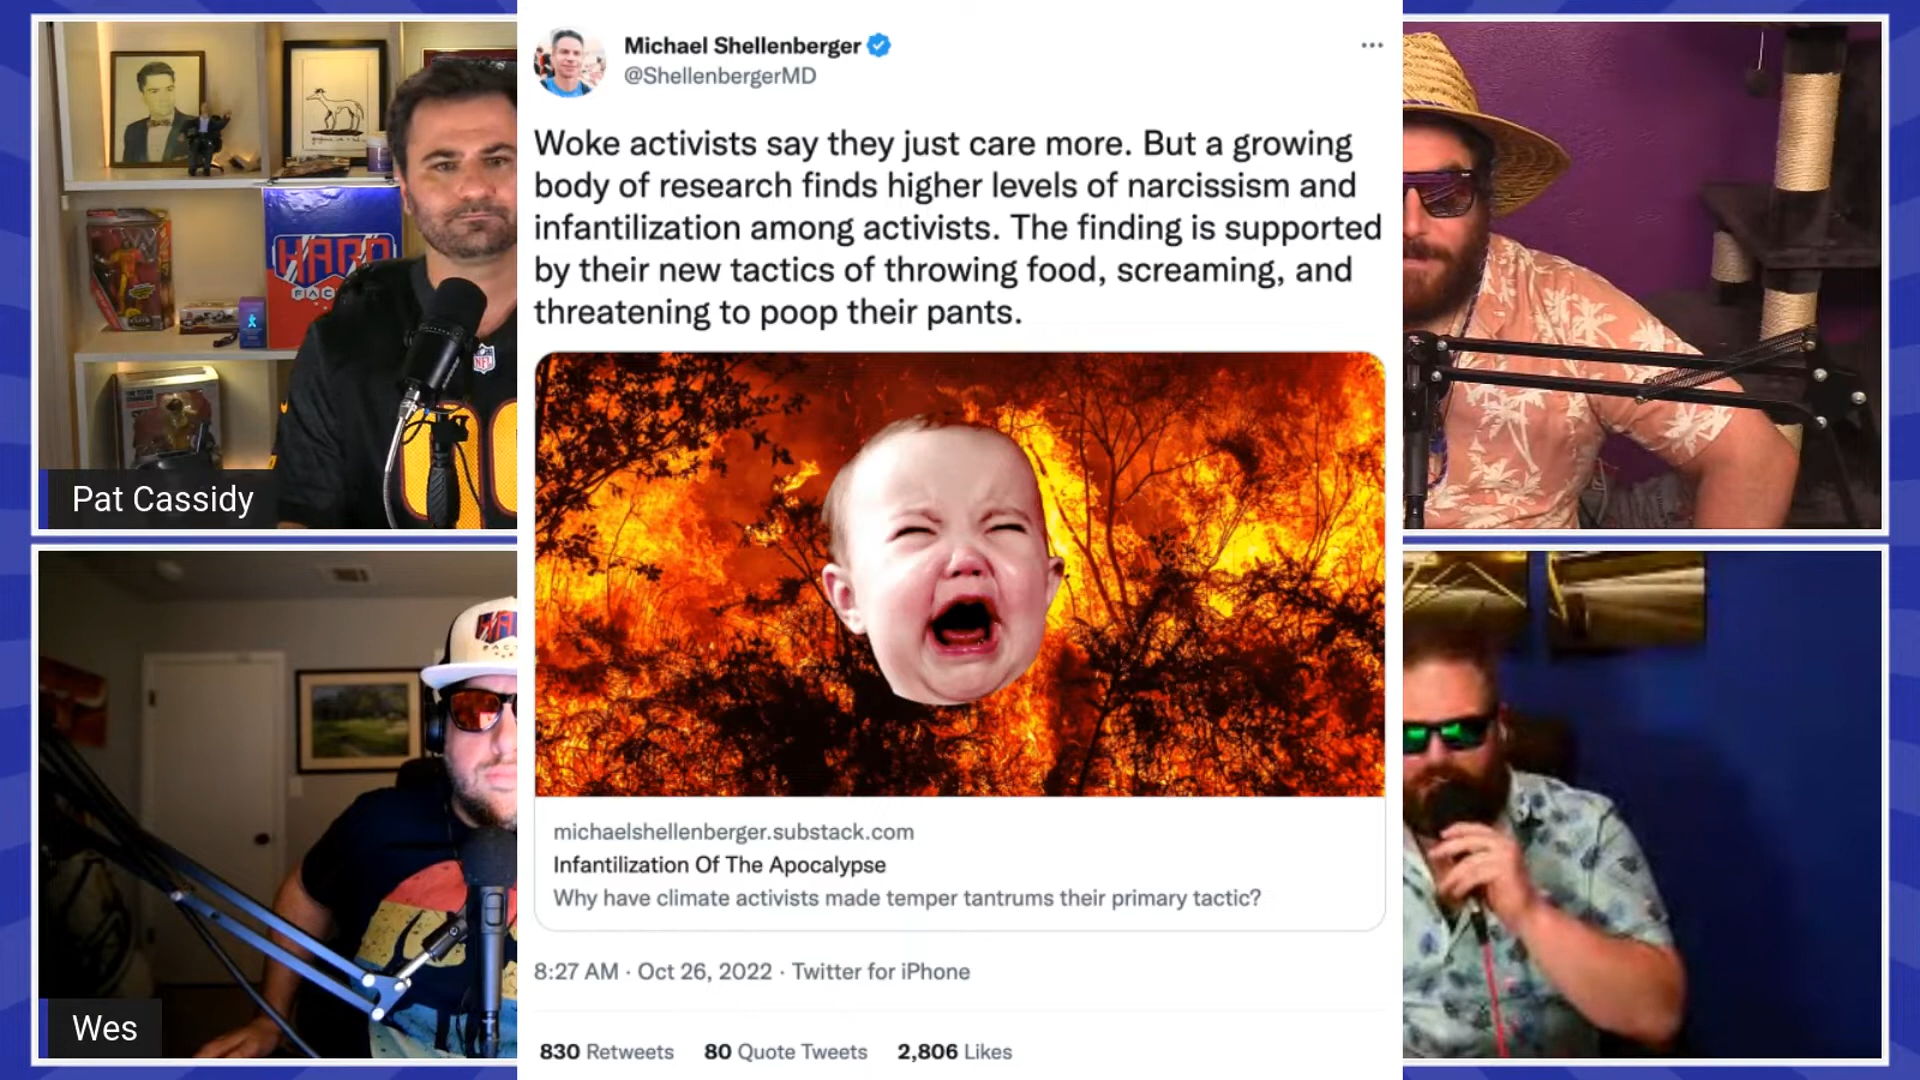 Michael Shellenberger
@ShellenbergerMD
Woke activists say they just care more. But a growing
body of research finds higher levels of narcissism and
infantilization among activists. The finding is supported
by their new tactics of throwing food, screaming, and
threatening to poop their pants.
michaelshellenberger.substack.com
Infantilization Of The Apocalypse
Why have climate activists made temper tantrums their primary tactic?
8:27 AM · Oct 26, 2022 · Twitter for iPhone
830 Retweets 80 Quote Tweets 2,806 Likes
HARD
NFL
Pat Cassidy
Wes